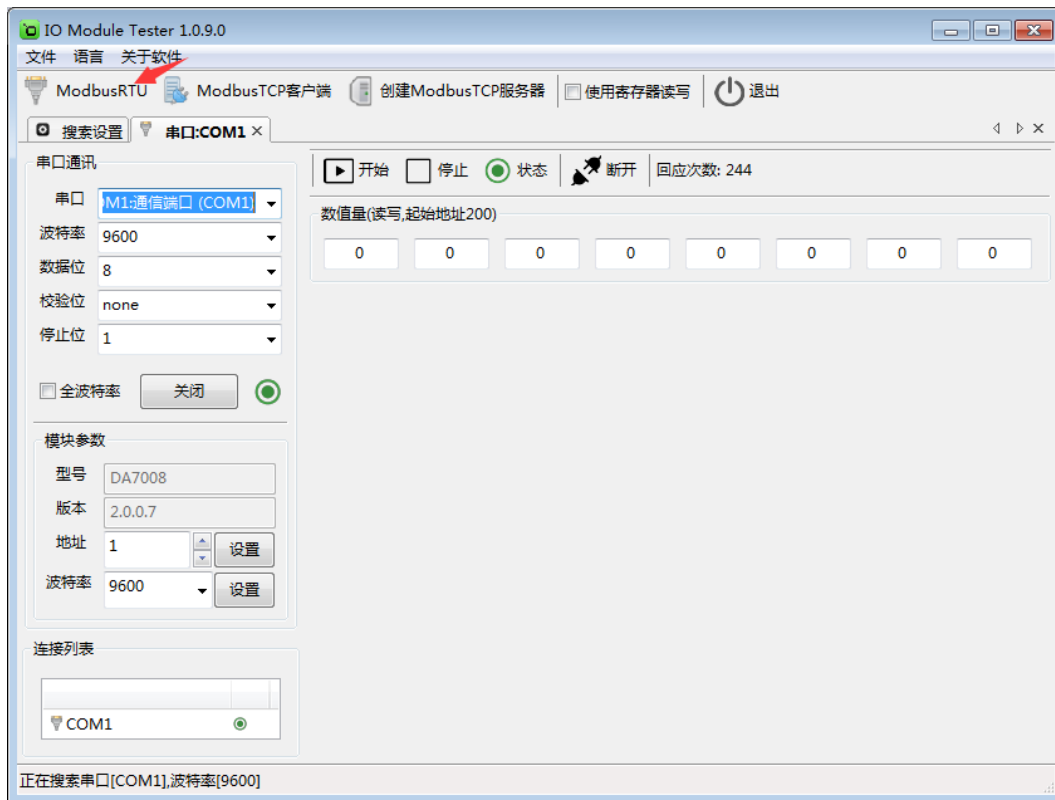 IO Module Tester 1.0.9.0
文件 语言 关于软件
ModbusRTU ModbusTCP客户端 创建ModbusTCP服务器 使用寄存器读写 退出
搜索设置 串口:COM1
串口通讯
串口 M1:通信端口 (COM1)
波特率 9600
数据位 8
校验位 none
停止位 1
全波特率 关闭
模块参数
型号 DA7008
版本 2.0.0.7
地址 1 设置
波特率 9600 设置
连接列表
COM1
开始 停止 状态 断开 回应次数: 244
数值量(读写,起始地址200)
0 0 0 0 0 0 0 0
正在搜索串口[COM1],波特率[9600]